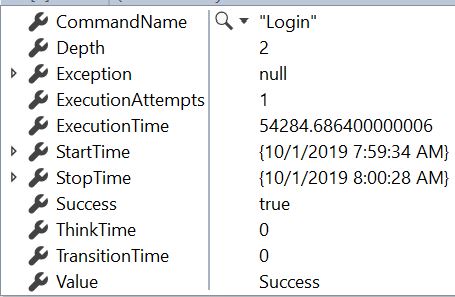 CommandName "Login"
Depth 2
Exception null
ExecutionAttempts 1
ExecutionTime 54284.686400000006
StartTime {10/1/2019 7:59:34 AM}
StopTime {10/1/2019 8:00:28 AM}
Success true
ThinkTime 0
TransitionTime 0
Value Success